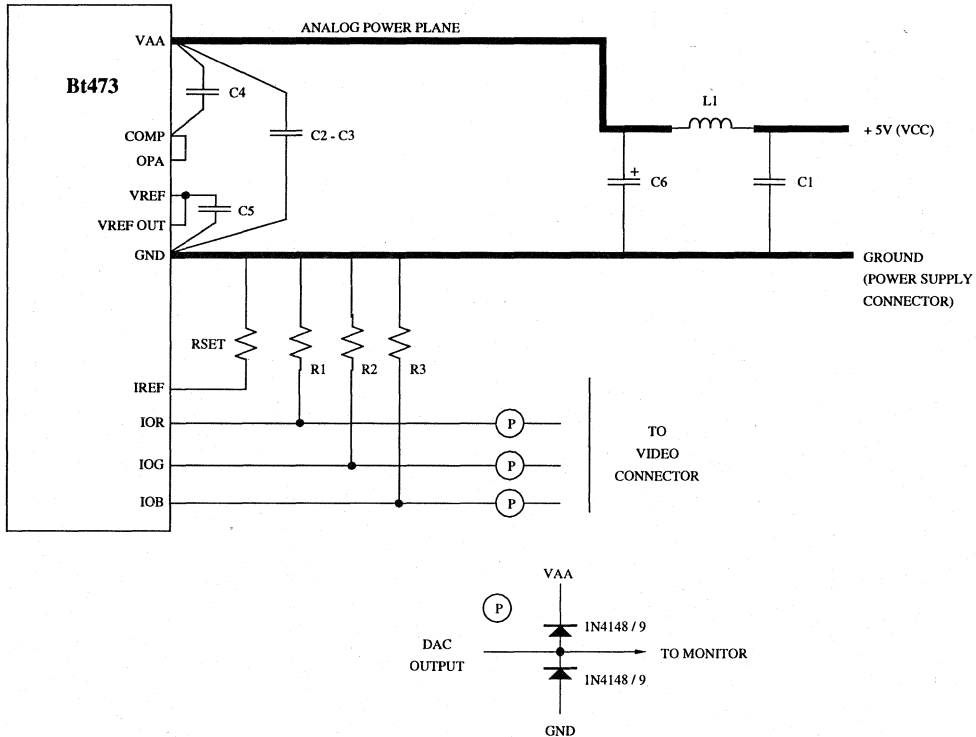 ANALOG POWER PLANE
VAA
Bt473
C4
L1
C2 - C3
+ 5V (VCC)
COMP
OPA
+
C6
C1
VREF
C5
VREF OUT
GND
GROUND
(POWER SUPPLY
CONNECTOR)
RSET
R1
R2
R3
IREF
IOR
P
TO
VIDEO
CONNECTOR
IOG
P
IOB
P
VAA
P
1N4148 / 9
DAC
OUTPUT
TO MONITOR
1N4148 / 9
GND